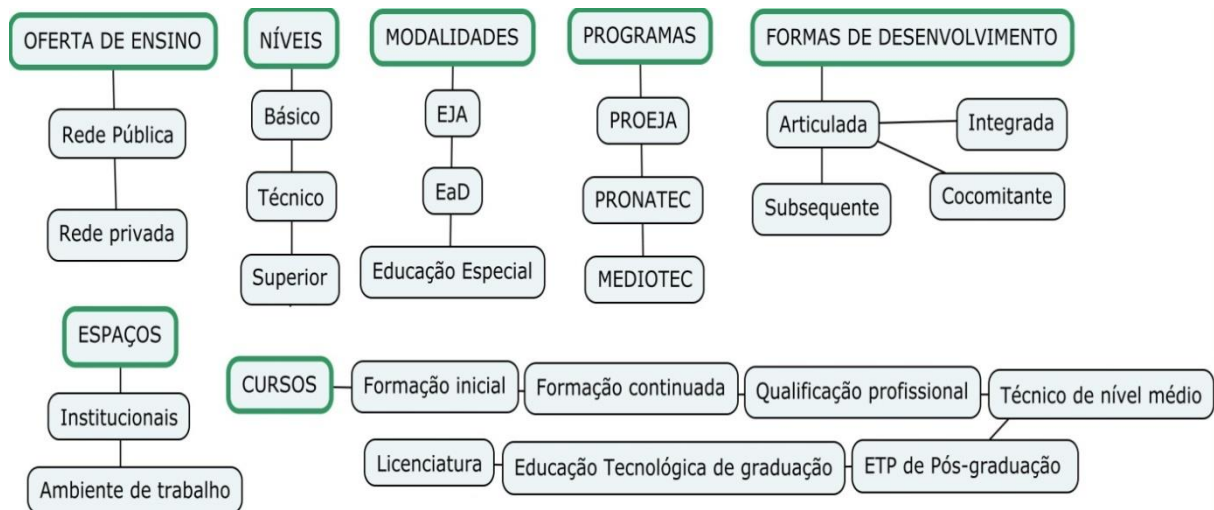 OFERTA DE ENSINO
Rede Pública
Rede privada
NÍVEIS
Básico
Técnico
Superior
MODALIDADES
EJA
EaD
Educação Especial
PROGRAMAS
PROEJA
PRONATEC
MEDIOTEC
FORMAS DE DESENVOLVIMENTO
Articulada
Integrada
Cocomitante
Subsequente
ESPAÇOS
Institucionais
Ambiente de trabalho
CURSOS
Formação inicial
Formação continuada
Qualificação profissional
Técnico de nível médio
ETP de Pós-graduação
Educação Tecnológica de graduação
Licenciatura